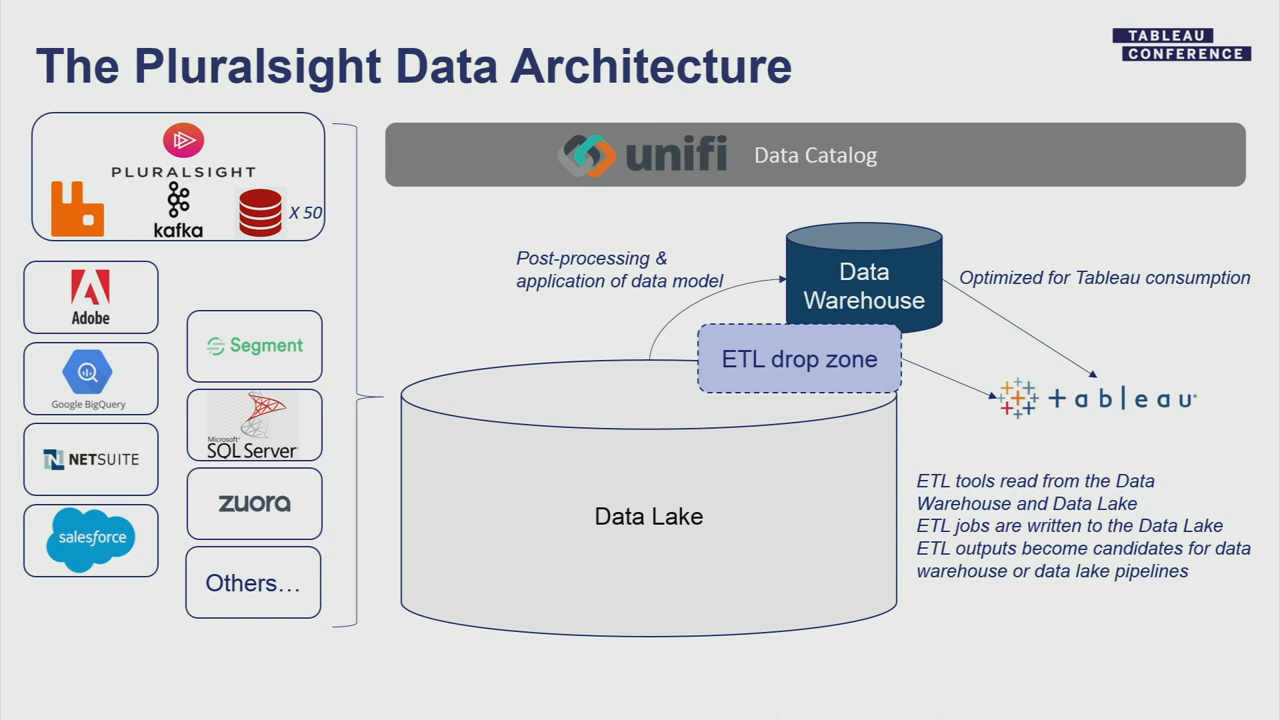 The Pluralsight Data Architecture
TABLEAU
CONFERENCE
PLURALSIGHT
kafka
X 50
Adobe
Google BigQuery
NETSUITE
salesforce
Segment
Microsoft®
SQL Server®
zuora
Others…
unifi
Data Catalog
Post-processing &
application of data model
Data
Warehouse
Optimized for Tableau consumption
ETL drop zone
+ableau®
Data Lake
ETL tools read from the Data
Warehouse and Data Lake
ETL jobs are written to the Data Lake
ETL outputs become candidates for data
warehouse or data lake pipelines